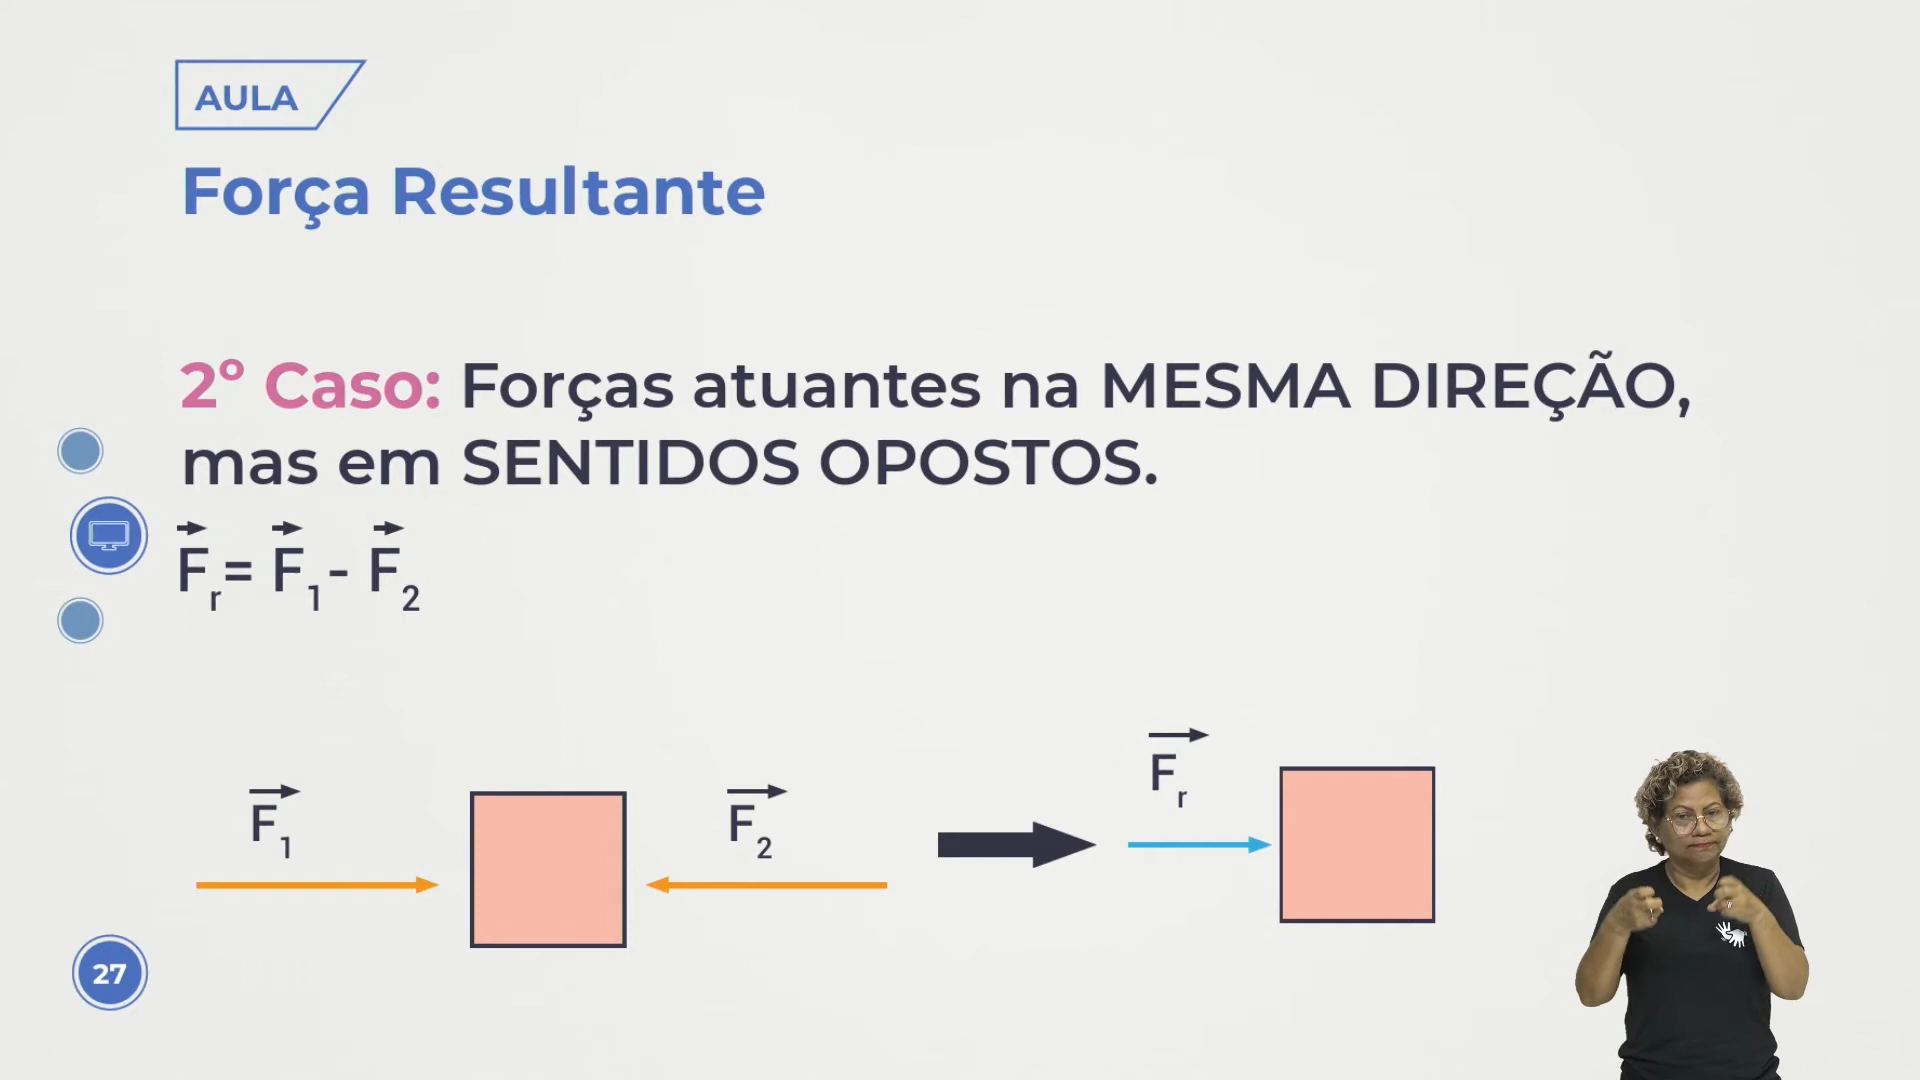 AULA
Força Resultante
2º Caso: Forças atuantes na MESMA DIREÇÃO,
mas em SENTIDOS OPOSTOS.
Fr= F1- F2
F1
F2
Fr
27